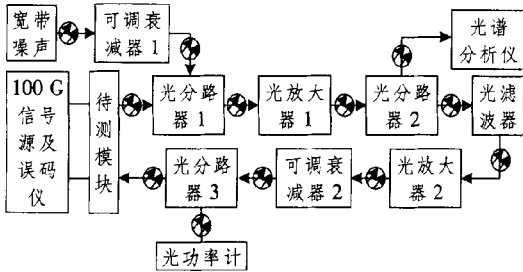 宽带
噪声
可调衰
减器1
光谱
分析仪
100 G
信号
源及
误码
仪
待测模块
光分路
器1
光放大
器1
光分路
器2
光滤
波器
光分路
器3
可调衰
减器2
光放大
器2
光功率计